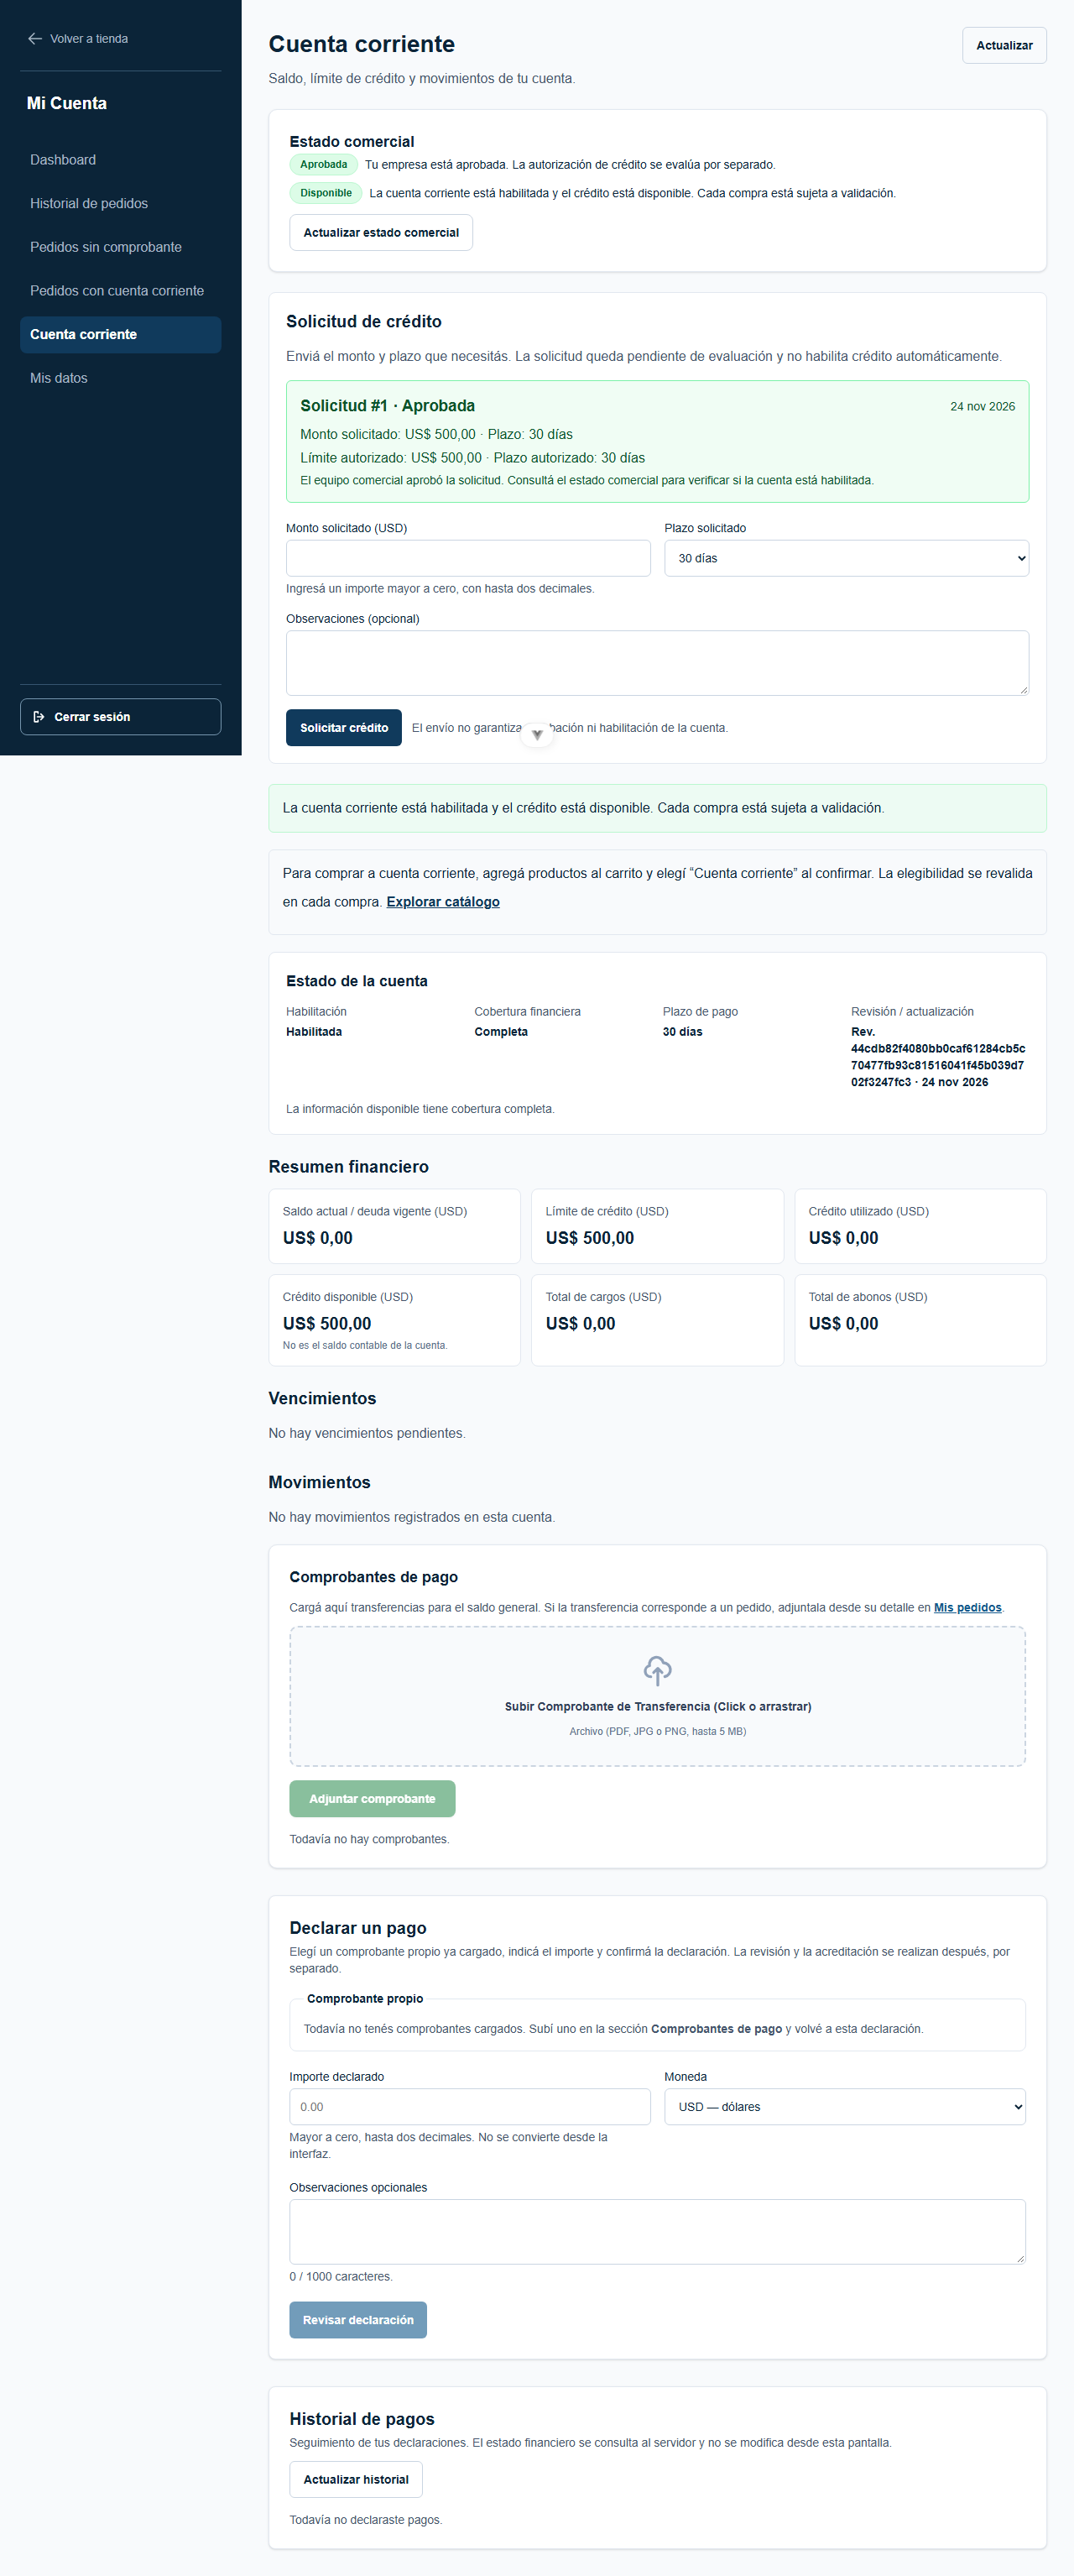 Volver a tienda
Mi Cuenta
Dashboard
Historial de pedidos
Pedidos sin comprobante
Pedidos con cuenta corriente
Cuenta corriente
Mis datos
Cerrar sesión
Cuenta corriente
Actualizar
Saldo, límite de crédito y movimientos de tu cuenta.
Estado comercial
Aprobada Tu empresa está aprobada. La autorización de crédito se evalúa por separado.
Disponible La cuenta corriente está habilitada y el crédito está disponible. Cada compra está sujeta a validación.
Actualizar estado comercial
Solicitud de crédito
Enviá el monto y plazo que necesitás. La solicitud queda pendiente de evaluación y no habilita crédito automáticamente.
Solicitud #1 · Aprobada 24 nov 2026
Monto solicitado: US$ 500,00 · Plazo: 30 días
Límite autorizado: US$ 500,00 · Plazo autorizado: 30 días
El equipo comercial aprobó la solicitud. Consultá el estado comercial para verificar si la cuenta está habilitada.
Monto solicitado (USD) Plazo solicitado
30 días
Ingresá un importe mayor a cero, con hasta dos decimales.
Observaciones (opcional)
Solicitar crédito El envío no garantiza bación ni habilitación de la cuenta.
La cuenta corriente está habilitada y el crédito está disponible. Cada compra está sujeta a validación.
Para comprar a cuenta corriente, agregá productos al carrito y elegí “Cuenta corriente” al confirmar. La elegibilidad se revalida
en cada compra. Explorar catálogo
Estado de la cuenta
Habilitación Cobertura financiera Plazo de pago Revisión / actualización
Habilitada Completa 30 días Rev.
44cdb82f4080bb0caf61284cb5c
70477fb93c81516041f45b039d7
02f3247fc3 · 24 nov 2026
La información disponible tiene cobertura completa.
Resumen financiero
Saldo actual / deuda vigente (USD) Límite de crédito (USD) Crédito utilizado (USD)
US$ 0,00 US$ 500,00 US$ 0,00
Crédito disponible (USD) Total de cargos (USD) Total de abonos (USD)
US$ 500,00 US$ 0,00 US$ 0,00
No es el saldo contable de la cuenta.
Vencimientos
No hay vencimientos pendientes.
Movimientos
No hay movimientos registrados en esta cuenta.
Comprobantes de pago
Cargá aquí transferencias para el saldo general. Si la transferencia corresponde a un pedido, adjuntala desde su detalle en Mis pedidos.
Subir Comprobante de Transferencia (Click o arrastrar)
Archivo (PDF, JPG o PNG, hasta 5 MB)
Adjuntar comprobante
Todavía no hay comprobantes.
Declarar un pago
Elegí un comprobante propio ya cargado, indicá el importe y confirmá la declaración. La revisión y la acreditación se realizan después, por
separado.
Comprobante propio
Todavía no tenés comprobantes cargados. Subí uno en la sección Comprobantes de pago y volvé a esta declaración.
Importe declarado Moneda
0.00 USD — dólares
Mayor a cero, hasta dos decimales. No se convierte desde la
interfaz.
Observaciones opcionales
0 / 1000 caracteres.
Revisar declaración
Historial de pagos
Seguimiento de tus declaraciones. El estado financiero se consulta al servidor y no se modifica desde esta pantalla.
Actualizar historial
Todavía no declaraste pagos.